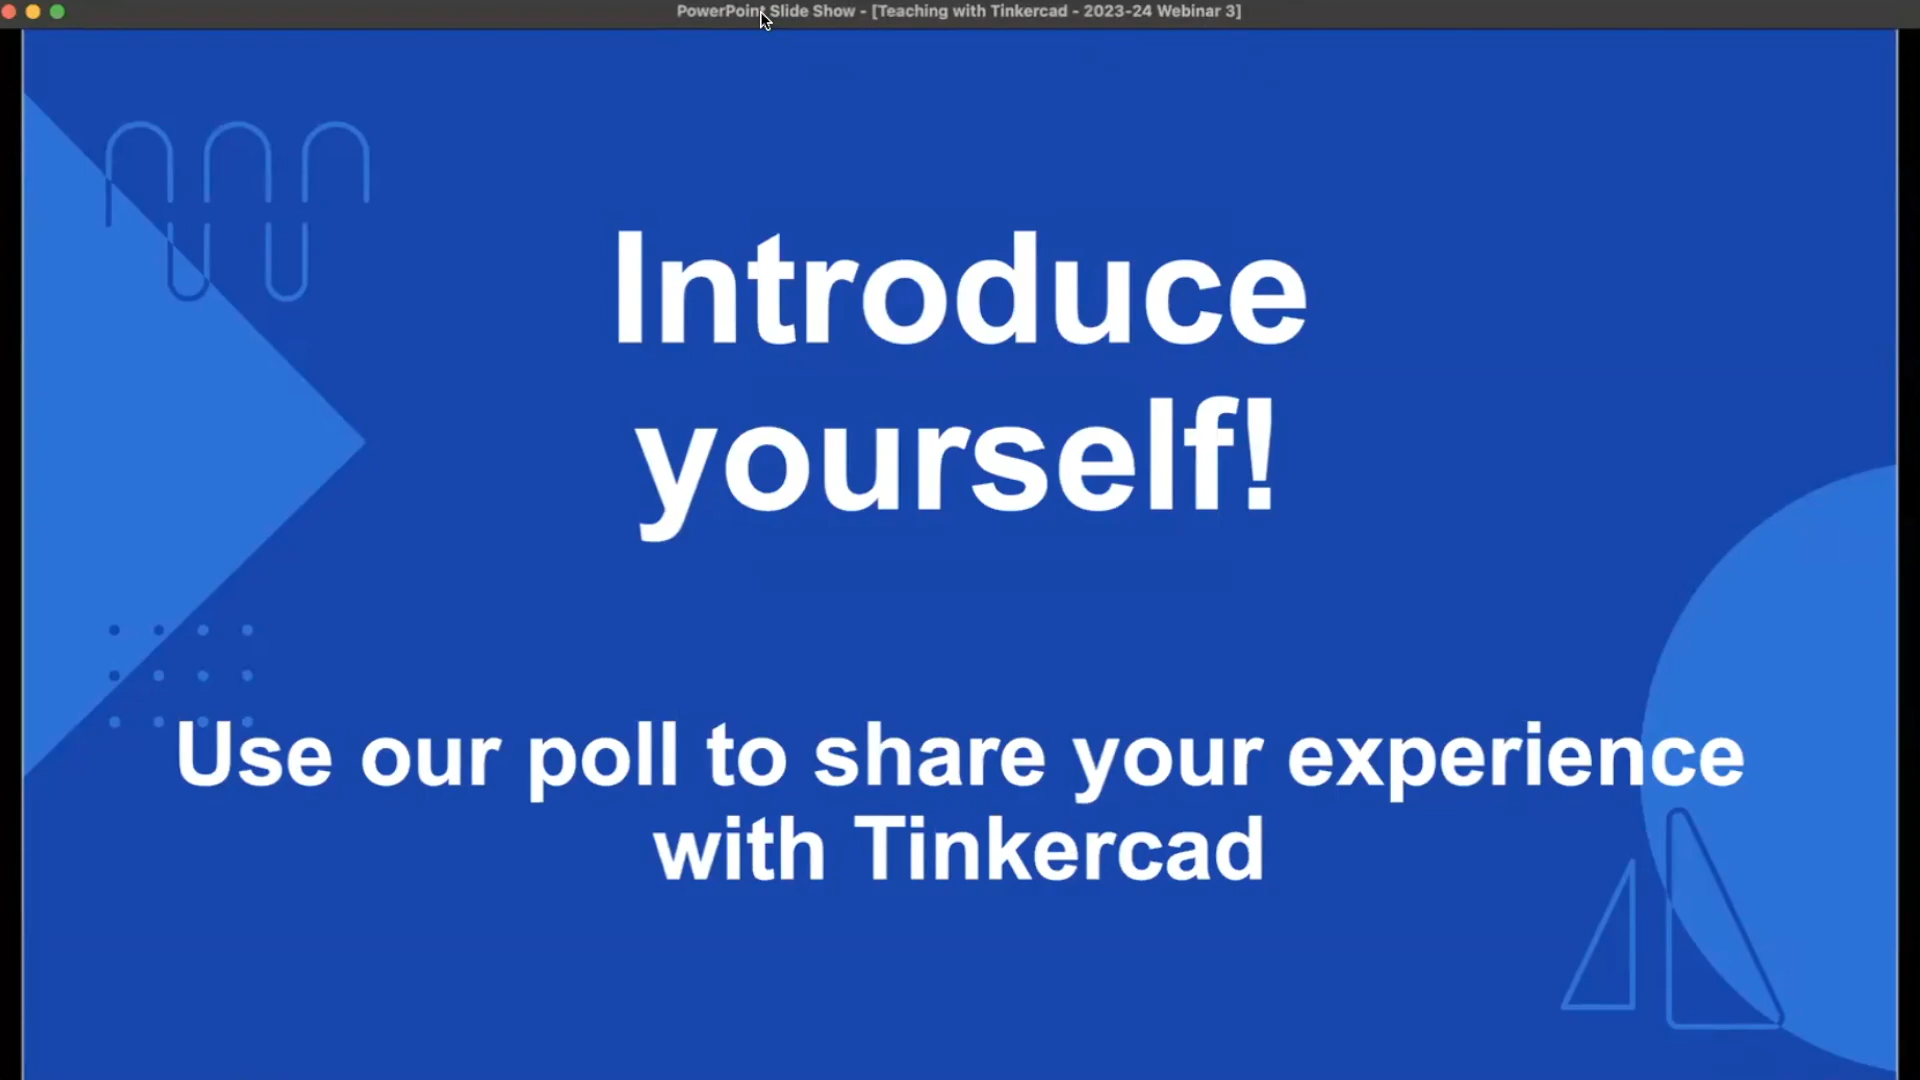 PowerPoint Slide Show - [Teaching with Tinkercad - 2023-24 Webinar 3]
Introduce
yourself!
Use our poll to share your experience
with Tinkercad